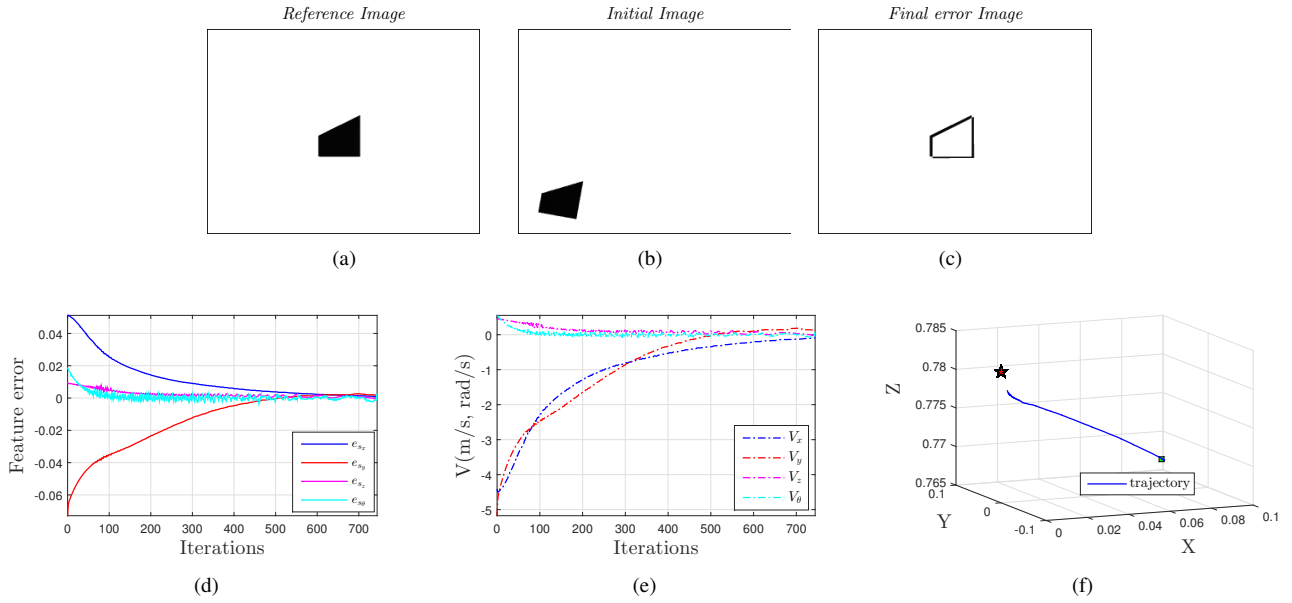 Reference Image
Initial Image
Final error Image
(a)
(b)
(c)
Feature error
0.04
0.02
0
-0.02
-0.04
-0.06
0 100 200 300 400 500 600 700
Iterations
e_{s_x}
e_{s_y}
e_{s_z}
e_{s_θ}
(d)
V(m/s, rad/s)
0
-1
-2
-3
-4
-5
0 100 200 300 400 500 600 700
Iterations
V_x
V_y
V_z
V_θ
(e)
Z
0.785
0.78
0.775
0.77
0.765
0.1
0
-0.1
Y
0 0.02 0.04 0.06 0.08 0.1
X
trajectory
(f)